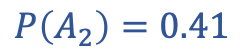 P(A₂) = 0.41